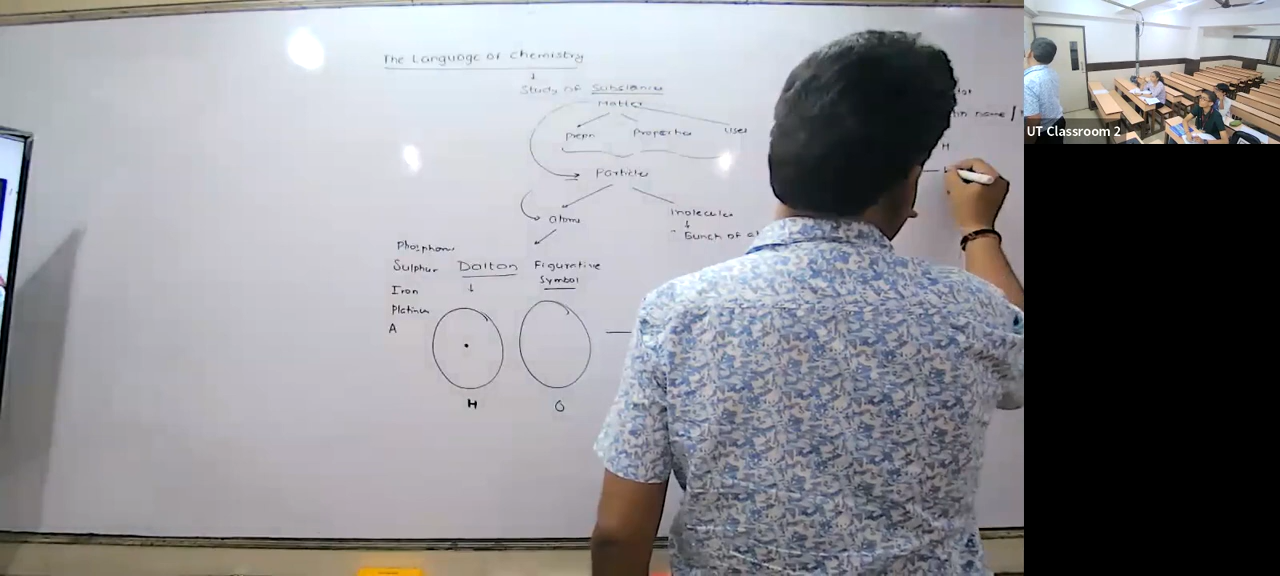 The Language of Chemistry
Study of Substance
Matter
Prepn Properties Uses
Particles
atoms Molecules
Bunch of
Phosphorus
Sulphur Dalton Figurative
Symbol
Iron
Platinum
A
H O
name /
H
UT Classroom 2